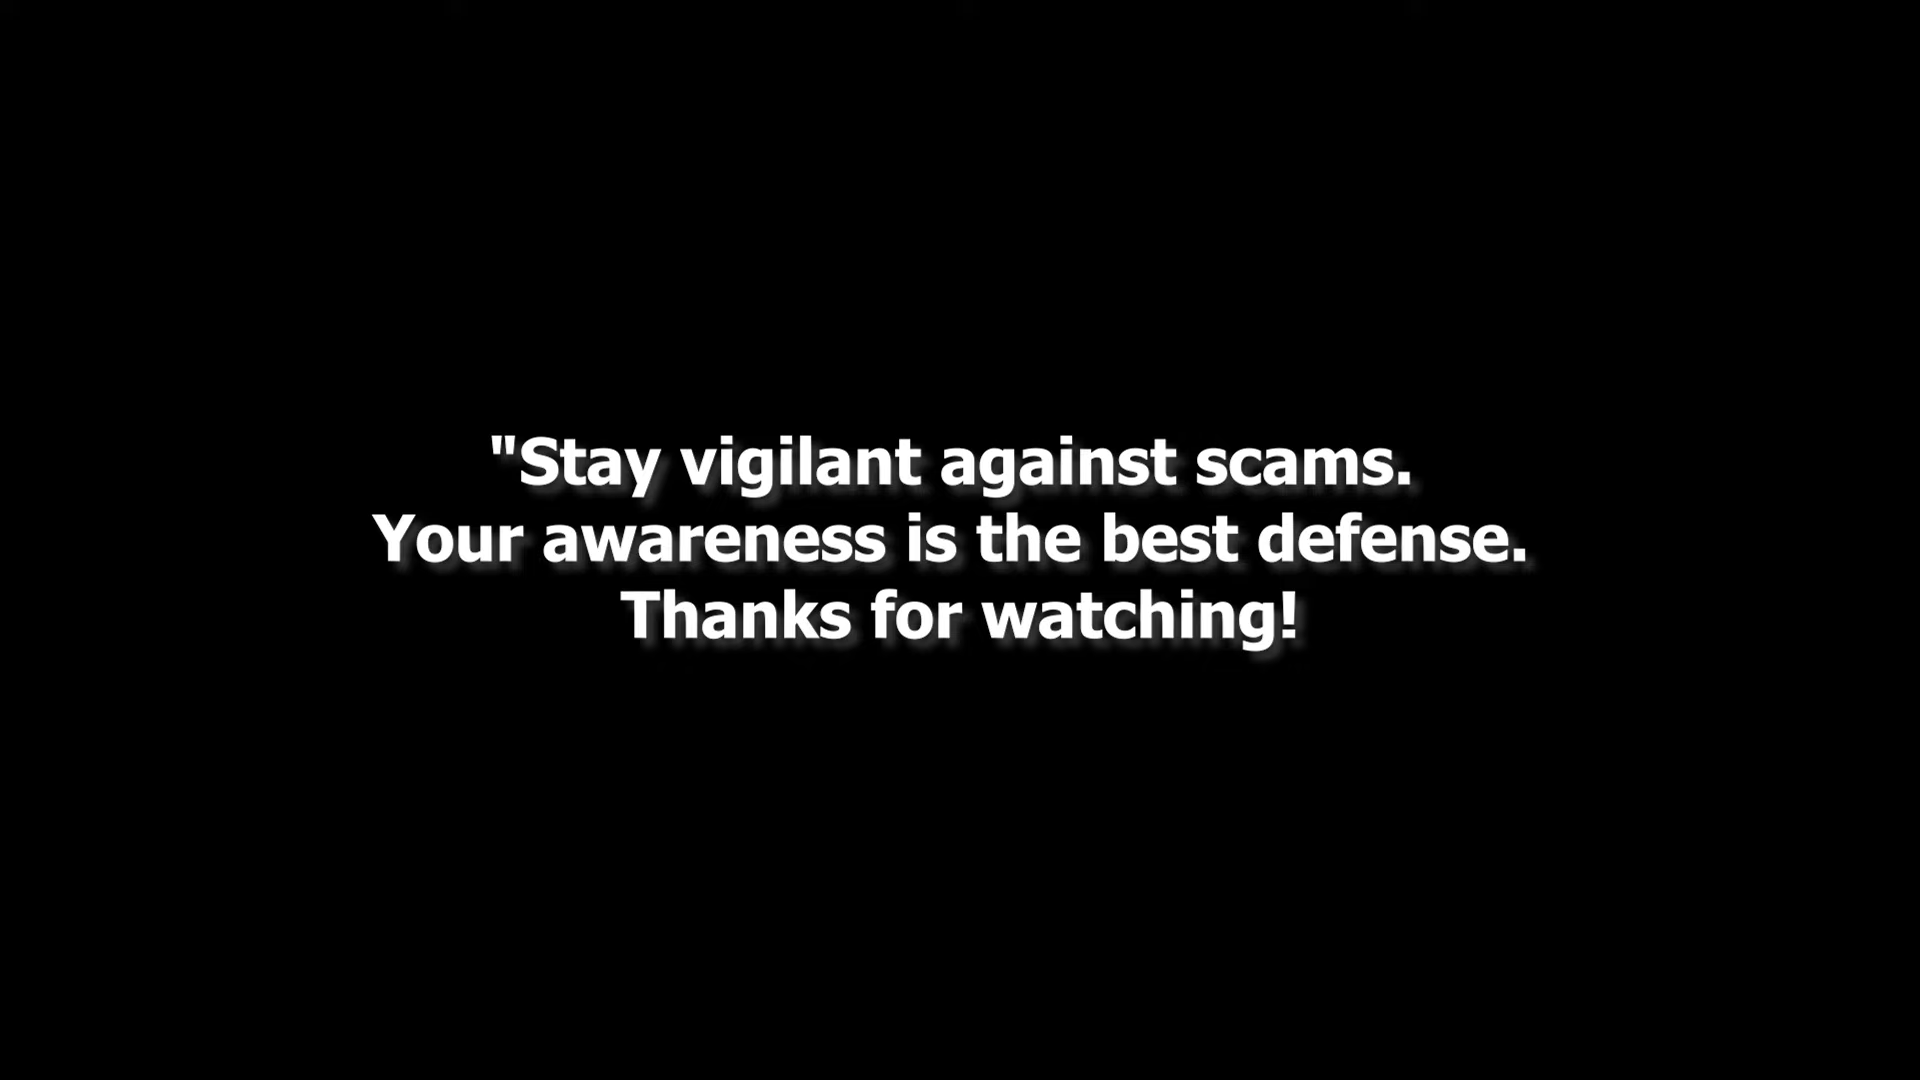 "Stay vigilant against scams.
Your awareness is the best defense.
Thanks for watching!